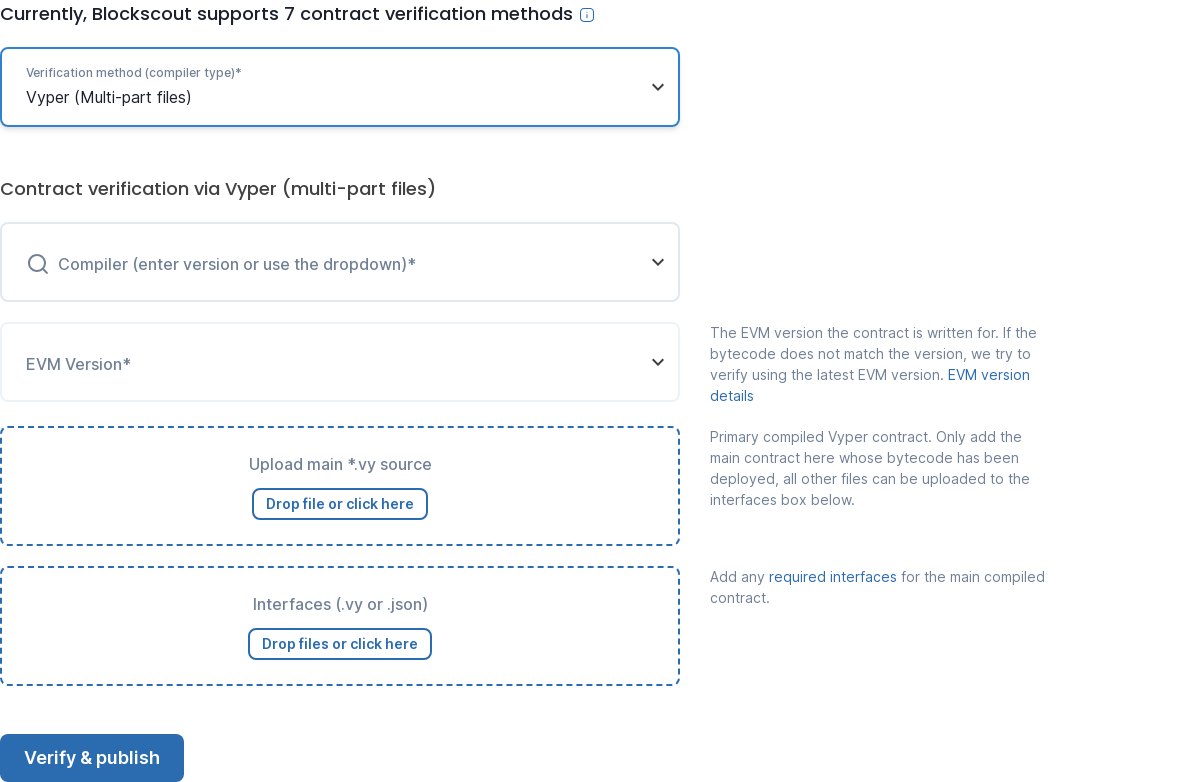 Currently, Blockscout supports 7 contract verification methods
Verification method (compiler type)*
Vyper (Multi-part files)
Contract verification via Vyper (multi-part files)
Compiler (enter version or use the dropdown)*
EVM Version*
The EVM version the contract is written for. If the
bytecode does not match the version, we try to
verify using the latest EVM version. EVM version
details
Upload main *.vy source
Drop file or click here
Primary compiled Vyper contract. Only add the
main contract here whose bytecode has been
deployed, all other files can be uploaded to the
interfaces box below.
Interfaces (.vy or .json)
Drop files or click here
Add any required interfaces for the main compiled
contract.
Verify & publish